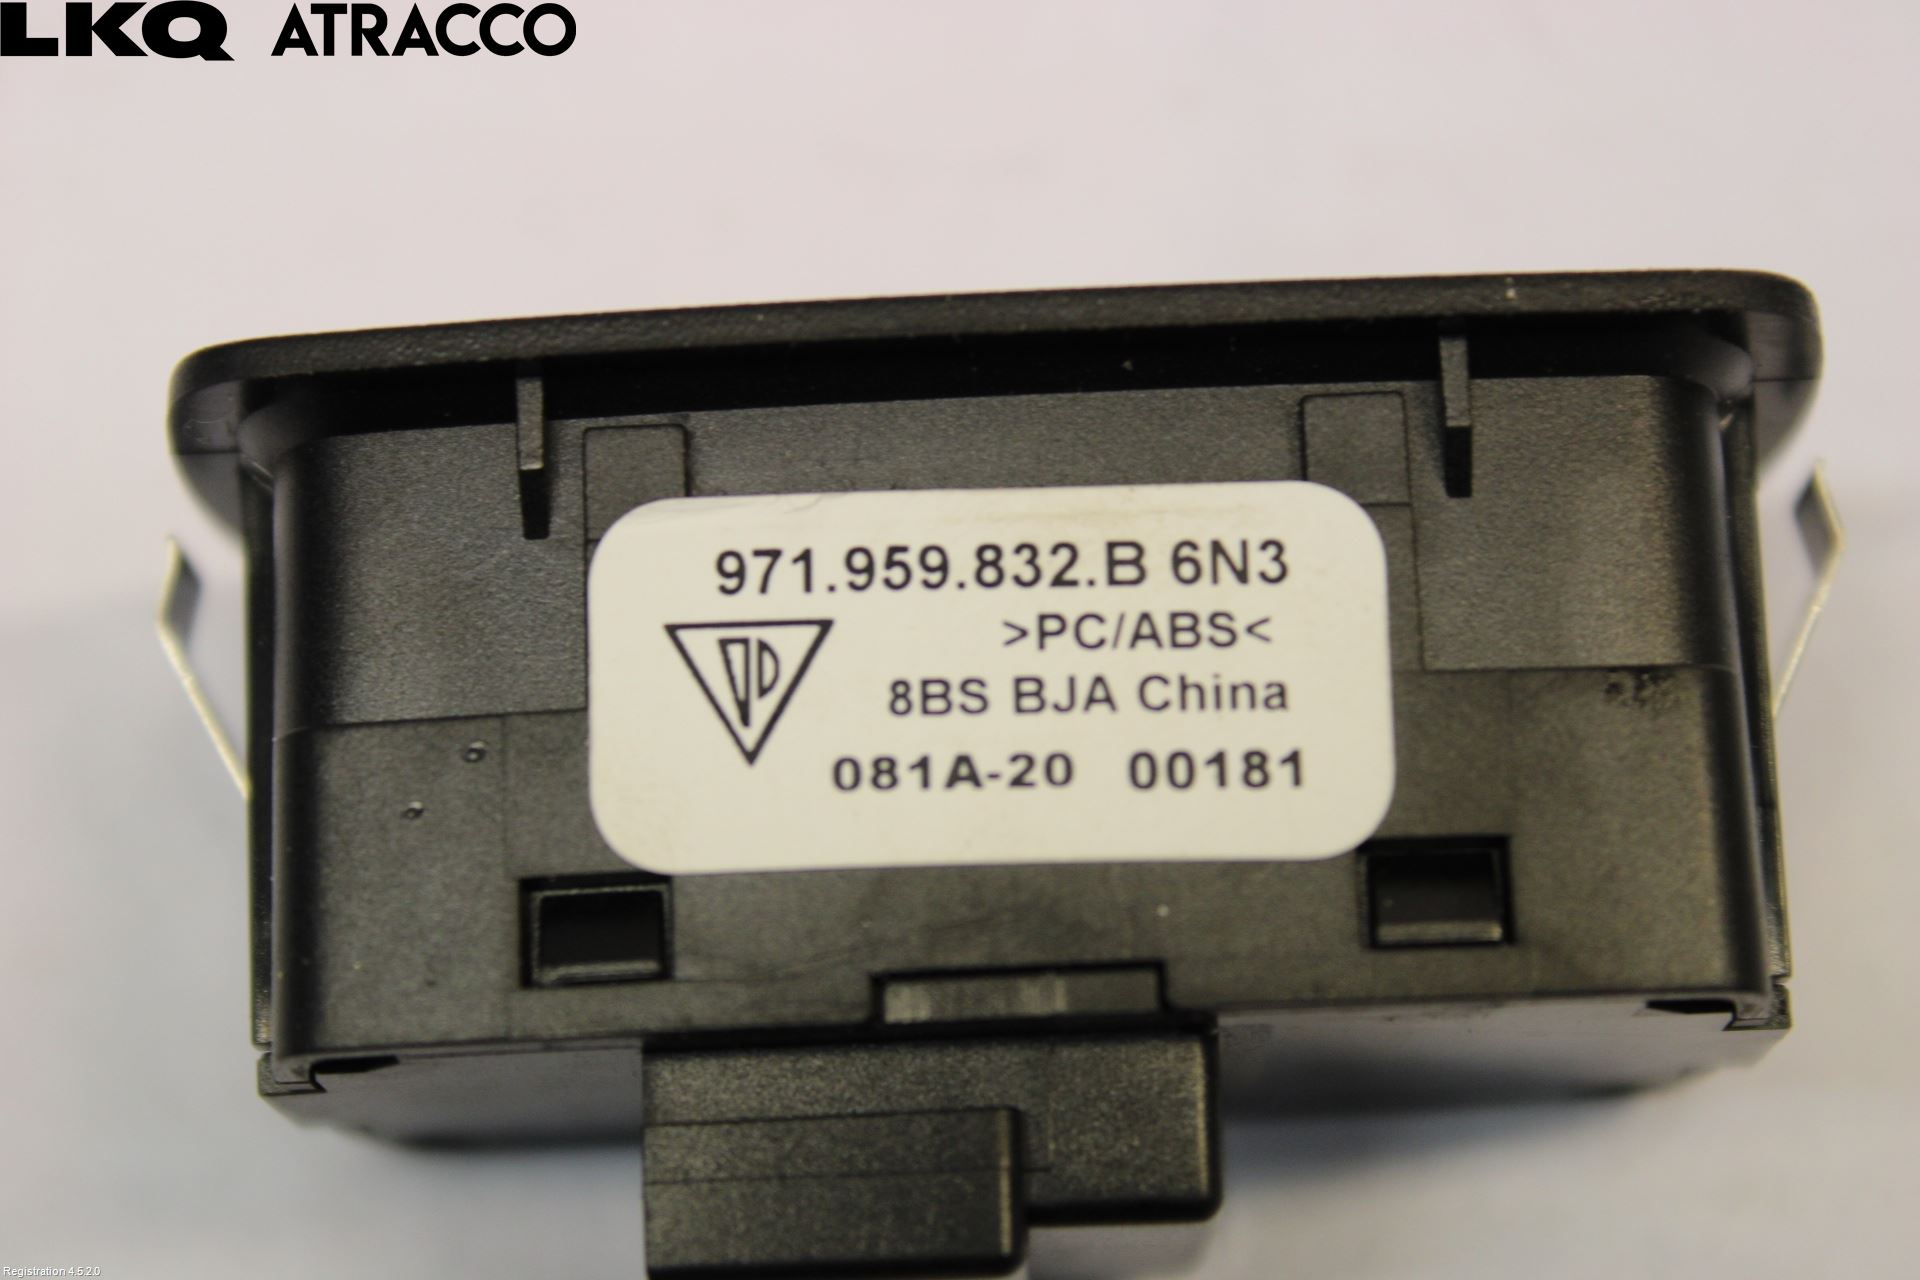 LKQ ATRACCO
971.959.832.B 6N3
>PC/ABS<
8BS BJA China
081A-20 00181
Registration 4.5.2.0